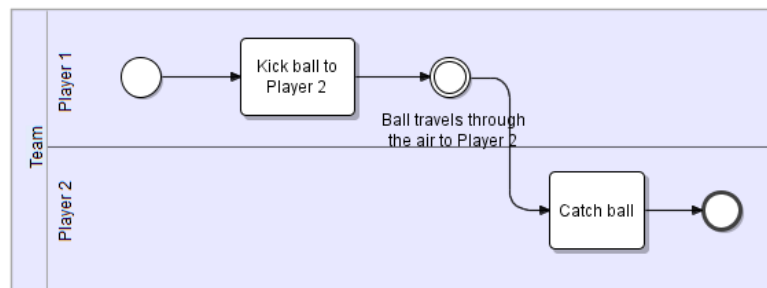 Team
Player 1
Kick ball to
Player 2
Ball travels through
the air to Player 2
Player 2
Catch ball